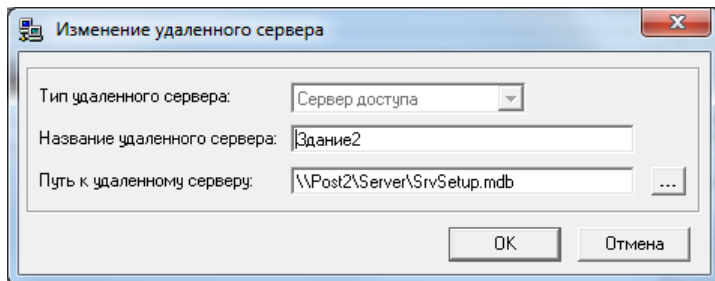 Изменение удаленного сервера
Тип удаленного сервера: Сервер доступа
Название удаленного сервера: Здание2
Путь к удаленному серверу: \\Post2\Server\SrvSetup.mdb ...
OK Отмена